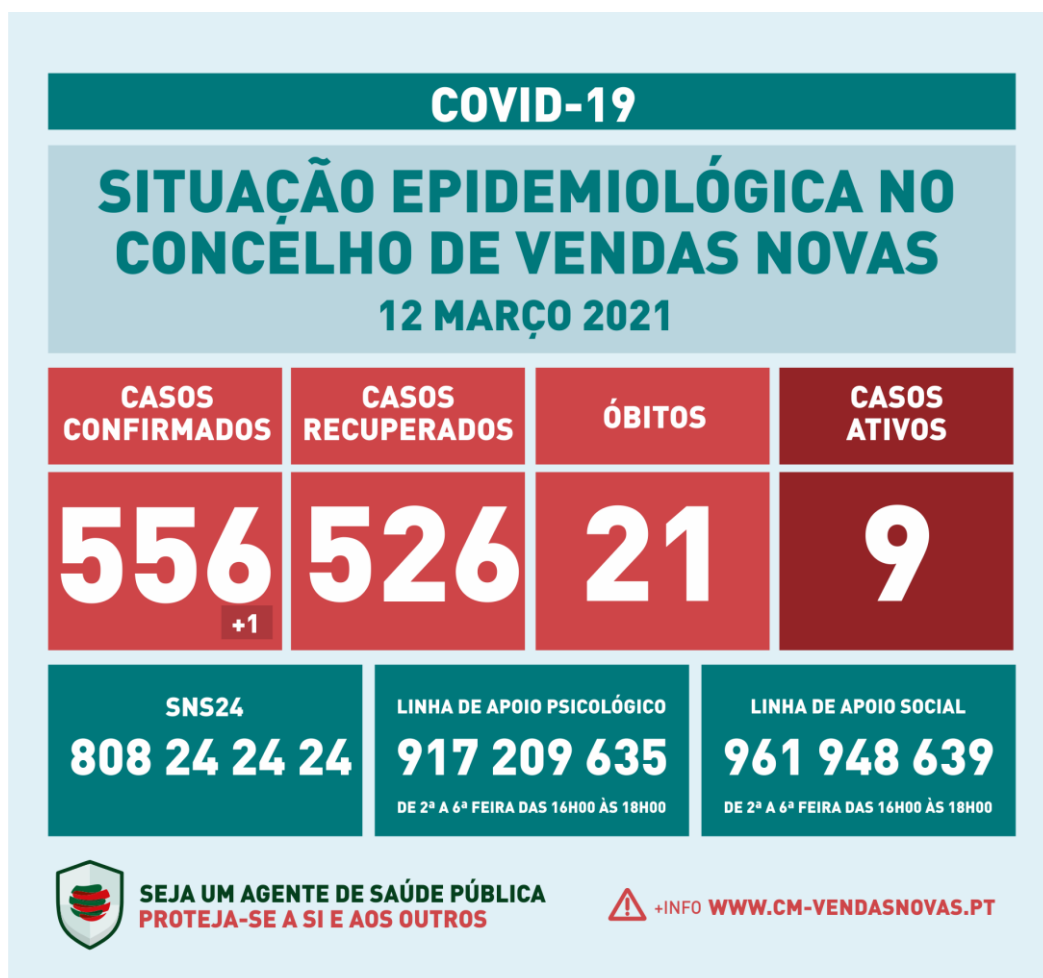 COVID-19
SITUAÇÃO EPIDEMIOLÓGICA NO
CONCELHO DE VENDAS NOVAS
12 MARÇO 2021
CASOS
CONFIRMADOS
556
+1
CASOS
RECUPERADOS
526
ÓBITOS
21
CASOS
ATIVOS
9
SNS24
808 24 24 24
LINHA DE APOIO PSICOLÓGICO
917 209 635
DE 2ª A 6ª FEIRA DAS 16H00 ÀS 18H00
LINHA DE APOIO SOCIAL
961 948 639
DE 2ª A 6ª FEIRA DAS 16H00 ÀS 18H00
SEJA UM AGENTE DE SAÚDE PÚBLICA
PROTEJA-SE A SI E AOS OUTROS
+INFO WWW.CM-VENDASNOVAS.PT